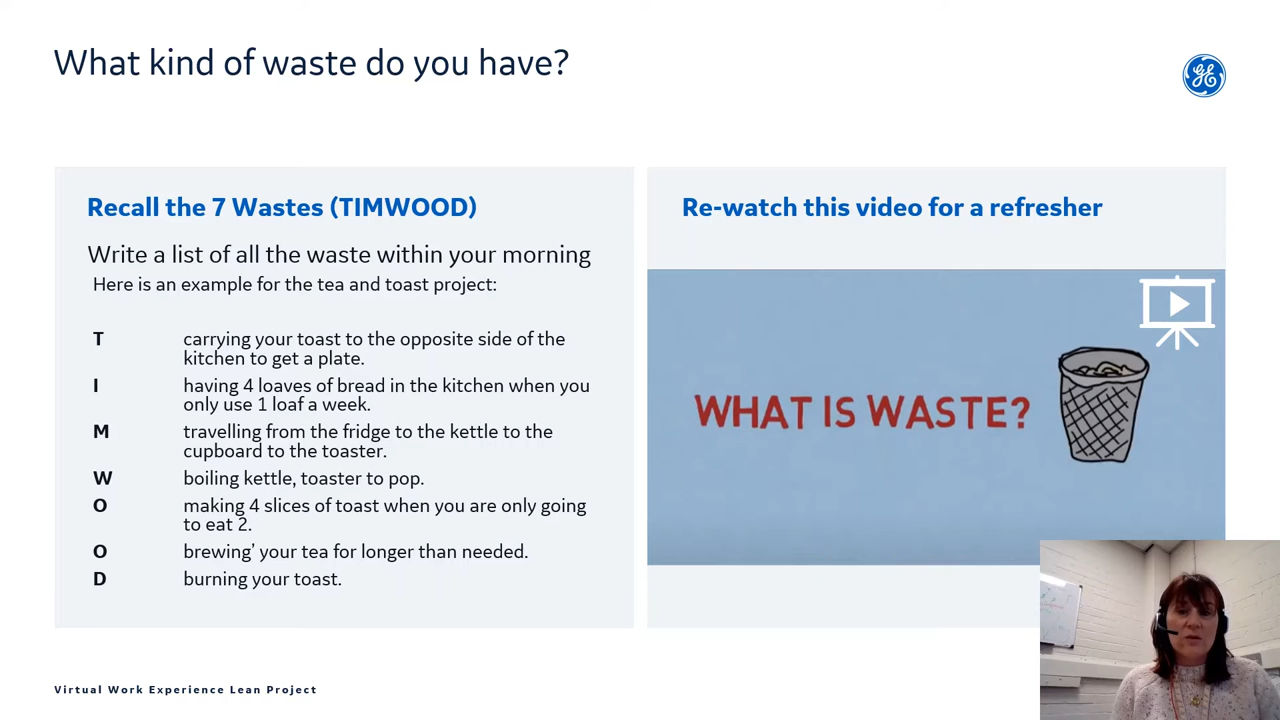 What kind of waste do you have?
Recall the 7 Wastes (TIMWOOD)
Write a list of all the waste within your morning
Here is an example for the tea and toast project:
T carrying your toast to the opposite side of the
kitchen to get a plate.
I having 4 loaves of bread in the kitchen when you
only use 1 loaf a week.
M travelling from the fridge to the kettle to the
cupboard to the toaster.
W boiling kettle, toaster to pop.
O making 4 slices of toast when you are only going
to eat 2.
O brewing’ your tea for longer than needed.
D burning your toast.
Re-watch this video for a refresher
WHAT IS WASTE?
Virtual Work Experience Lean Project
GE